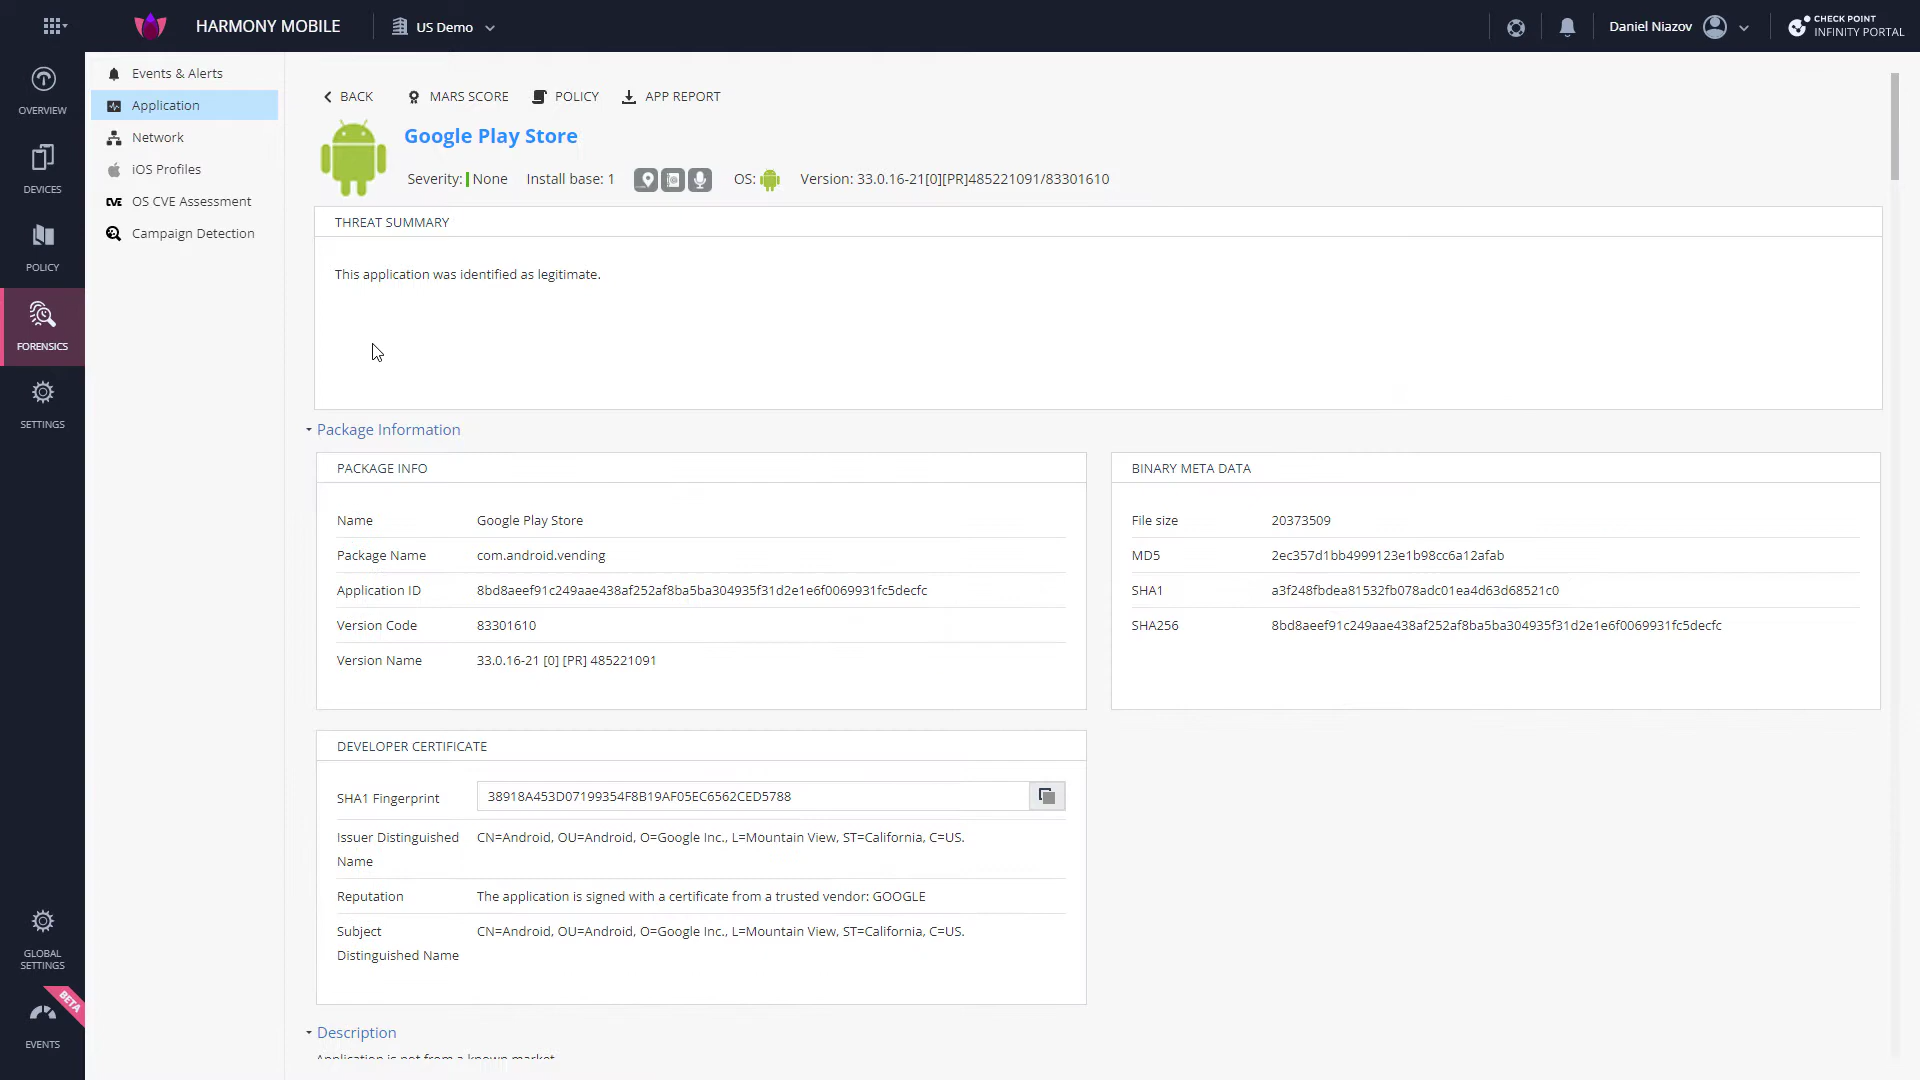 HARMONY MOBILE
US Demo
Daniel Niazov
CHECK POINT
INFINITY PORTAL
OVERVIEW
DEVICES
POLICY
FORENSICS
SETTINGS
GLOBAL
SETTINGS
BETA
EVENTS
Events & Alerts
Application
Network
iOS Profiles
CVE OS CVE Assessment
Campaign Detection
BACK
MARS SCORE
POLICY
APP REPORT
Google Play Store
Severity: None
Install base: 1
OS:
Version: 33.0.16-21[0][PR]485221091/83301610
THREAT SUMMARY
This application was identified as legitimate.
Package Information
PACKAGE INFO
Name Google Play Store
Package Name com.android.vending
Application ID 8bd8aeef91c249aae438af252af8ba5ba304935f31d2e1e6f0069931fc5decfc
Version Code 83301610
Version Name 33.0.16-21 [0] [PR] 485221091
BINARY META DATA
File size 20373509
MD5 2ec357d1bb4999123e1b98cc6a12afab
SHA1 a3f248fbdea81532fb078adc01ea4d63d68521c0
SHA256 8bd8aeef91c249aae438af252af8ba5ba304935f31d2e1e6f0069931fc5decfc
DEVELOPER CERTIFICATE
SHA1 Fingerprint 38918A453D07199354F8B19AF05EC6562CED5788
Issuer Distinguished CN=Android, OU=Android, O=Google Inc., L=Mountain View, ST=California, C=US.
Name
Reputation The application is signed with a certificate from a trusted vendor: GOOGLE
Subject CN=Android, OU=Android, O=Google Inc., L=Mountain View, ST=California, C=US.
Distinguished Name
Description
Application is not from a known market